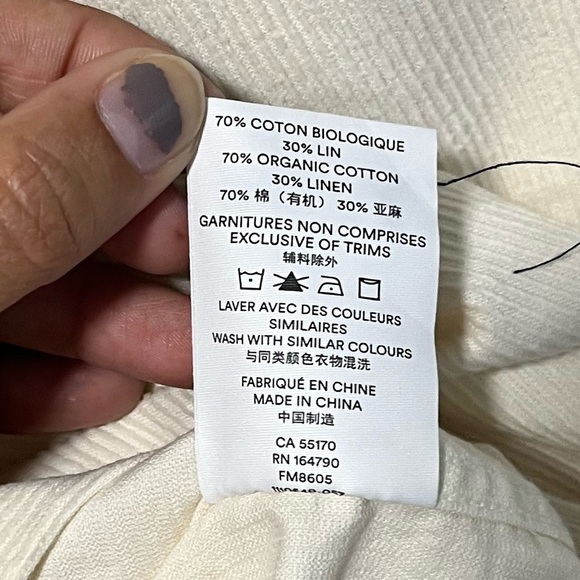 70% COTON BIOLOGIQUE
30% LIN
70% ORGANIC COTTON
30% LINEN
70% 棉（有机） 30% 亚麻
GARNITURES NON COMPRISES
EXCLUSIVE OF TRIMS
辅料除外
LAVER AVEC DES COULEURS
SIMILAIRES
WASH WITH SIMILAR COLOURS
与同类颜色衣物混洗
FABRIQUÉ EN CHINE
MADE IN CHINA
中国制造
CA 55170
RN 164790
FM8605